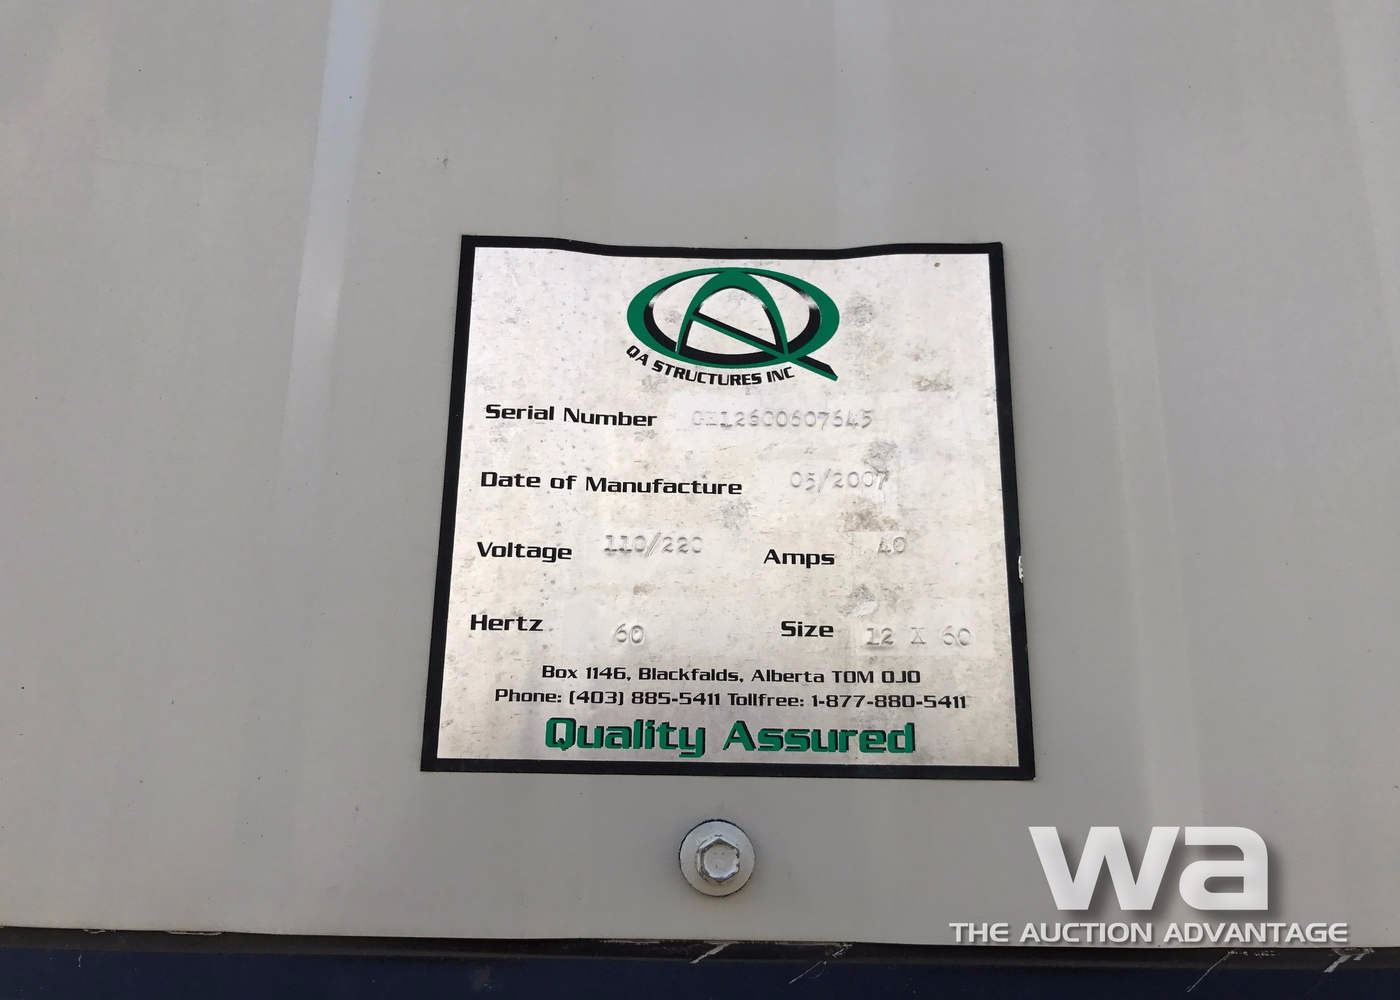 QA STRUCTURES INC
Serial Number
Date of Manufacture 05/2007
Voltage 110/220 Amps 40
Hertz 60 Size 12 X 60
Box 1146, Blackfalds, Alberta T0M 0J0
Phone: (403) 885-5411 Tollfree: 1-877-880-5411
Quality Assured
wa
THE AUCTION ADVANTAGE